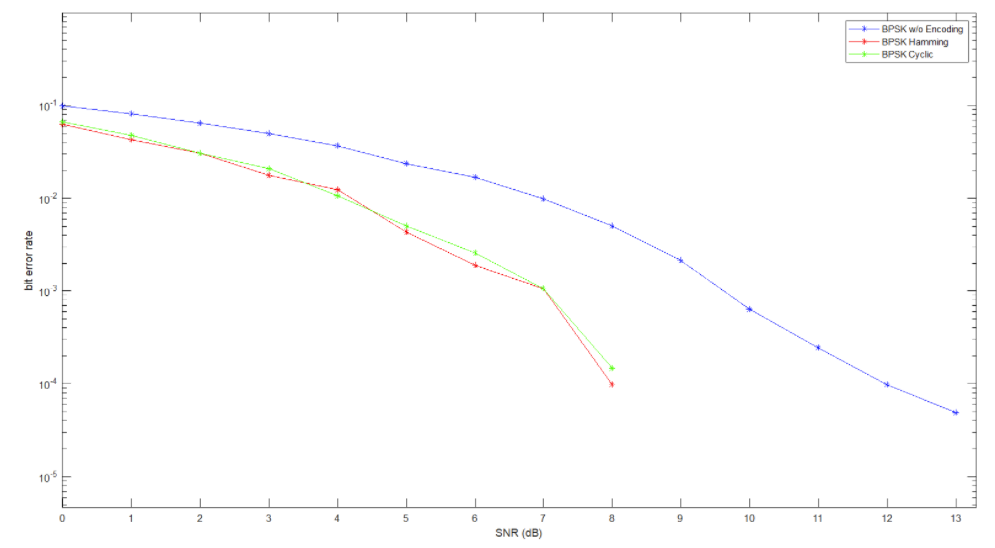 BPSK w/o Encoding
BPSK Hamming
BPSK Cyclic
10^-1
10^-2
10^-3
10^-4
10^-5
bit error rate
0 1 2 3 4 5 6 7 8 9 10 11 12 13
SNR (dB)